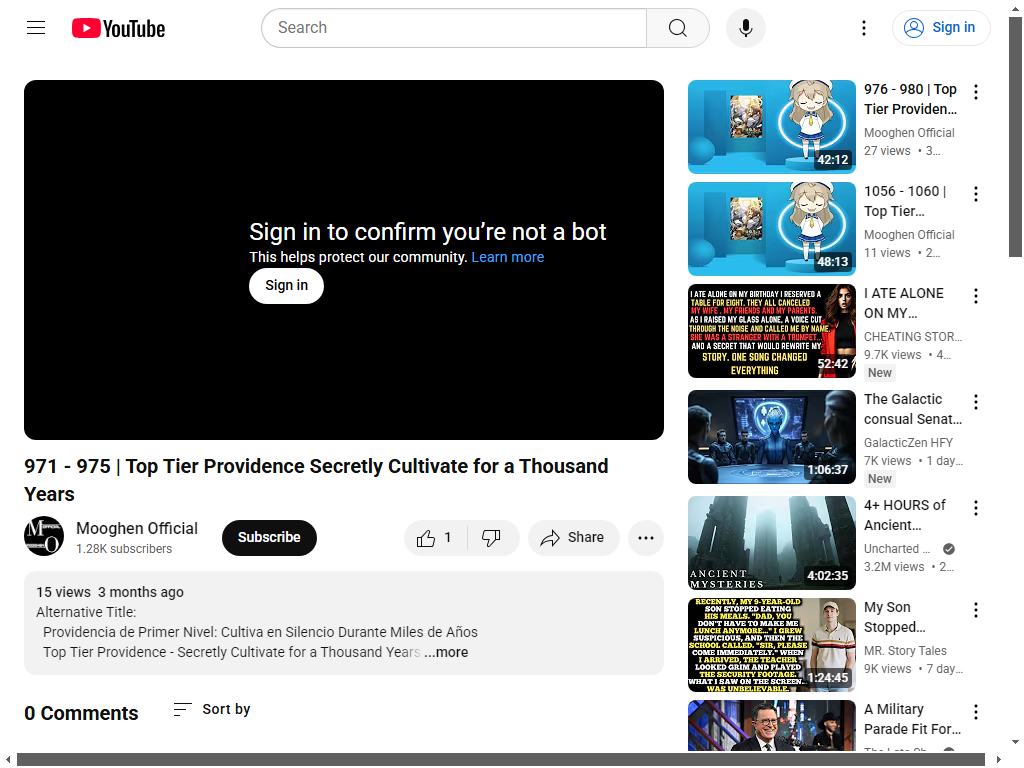 YouTube
Search
Sign in
Sign in to confirm you’re not a bot
This helps protect our community. Learn more
Sign in
971 - 975 | Top Tier Providence Secretly Cultivate for a Thousand
Years
Mooghen Official
1.28K subscribers
Subscribe
1
Share
15 views 3 months ago
Alternative Title:
Providencia de Primer Nivel: Cultiva en Silencio Durante Miles de Años
Top Tier Providence - Secretly Cultivate for a Thousand Years ...more
0 Comments
Sort by
42:12
976 - 980 | Top
Tier Providen…
Mooghen Official
27 views • 3…
48:13
1056 - 1060 |
Top Tier…
Mooghen Official
11 views • 2…
I ATE ALONE ON MY BIRTHDAY I RESERVED A
TABLE FOR EIGHT. THEY ALL CANCELED
MY WIFE , MY FRIENDS AND MY PARENTS.
AS I RAISED MY GLASS ALONE, A VOICE CUT
THROUGH THE NOISE AND CALLED ME BY NAME,
SHE WAS A STRANGER WITH A TRUMPET...
AND A SECRET THAT WOULD REWRITE MY
STORY. ONE SONG CHANGED
EVERYTHING
52:42
I ATE ALONE
ON MY…
CHEATING STOR…
9.7K views • 4…
New
1:06:37
The Galactic
consual Senat…
GalacticZen HFY
7K views • 1 day…
New
ANCIENT
MYSTERIES
4:02:35
4+ HOURS of
Ancient…
Uncharted …
3.2M views • 2…
RECENTLY, MY 9-YEAR-OLD
SON STOPPED EATING
HIS MEALS. "DAD, YOU
DON'T HAVE TO MAKE ME
LUNCH ANYMORE..." I GREW
SUSPICIOUS, AND THEN THE
SCHOOL CALLED. "SIR, PLEASE
COME IMMEDIATELY." WHEN
I ARRIVED, THE TEACHER
LOOKED GRIM AND PLAYED
THE SECURITY FOOTAGE.
WHAT I SAW ON THE SCREEN.
WAS UNBELIEVABLE.
1:24:45
My Son
Stopped…
MR. Story Tales
9K views • 7 day…
A Military
Parade Fit For…